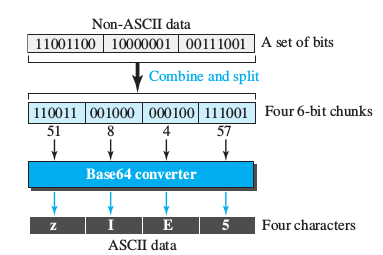 Non-ASCII data
11001100 10000001 00111001 A set of bits
Combine and split
110011 001000 000100 111001 Four 6-bit chunks
51 8 4 57
Base64 converter
z I E 5 Four characters
ASCII data